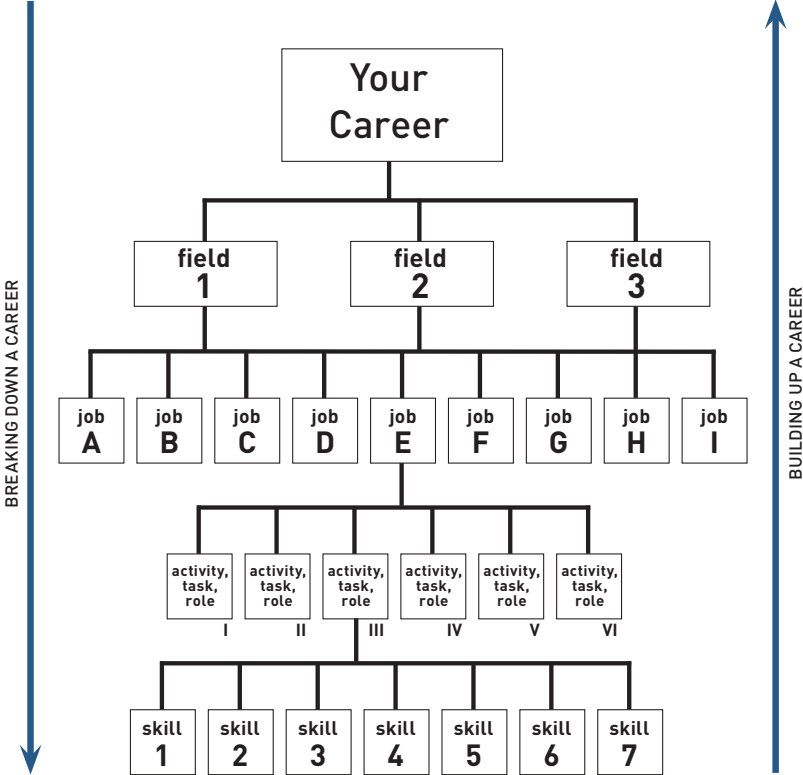 Your
Career
field
1
field
2
field
3
job
A
job
B
job
C
job
D
job
E
job
F
job
G
job
H
job
I
activity,
task,
role
I
activity,
task,
role
II
activity,
task,
role
III
activity,
task,
role
IV
activity,
task,
role
V
activity,
task,
role
VI
skill
1
skill
2
skill
3
skill
4
skill
5
skill
6
skill
7
BREAKING DOWN A CAREER
BUILDING UP A CAREER